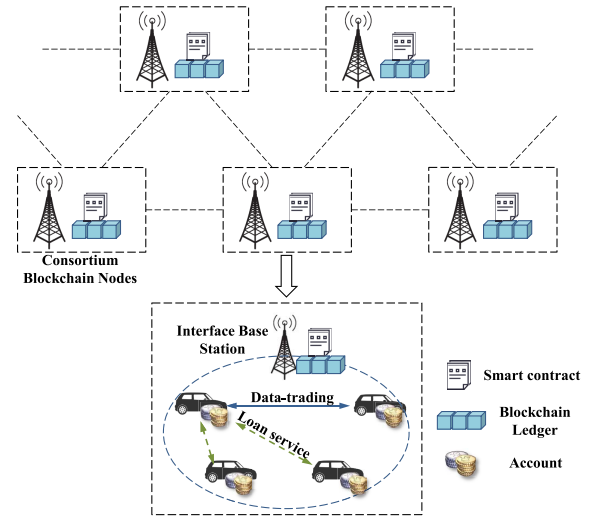 Consortium
Blockchain Nodes
Interface Base
Station
Data-trading
Loan service
Smart contract
Blockchain
Ledger
Account